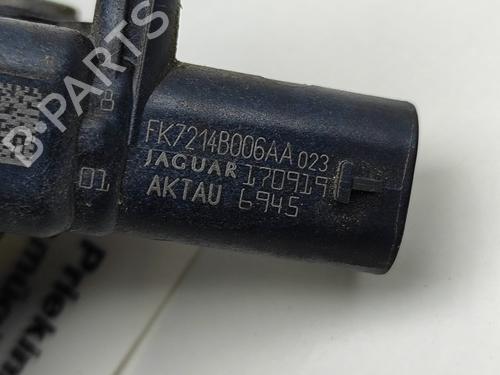 B-PARTS
B
01
FK7214B006AA 023
JAGUAR 170919
AKTAU 6945